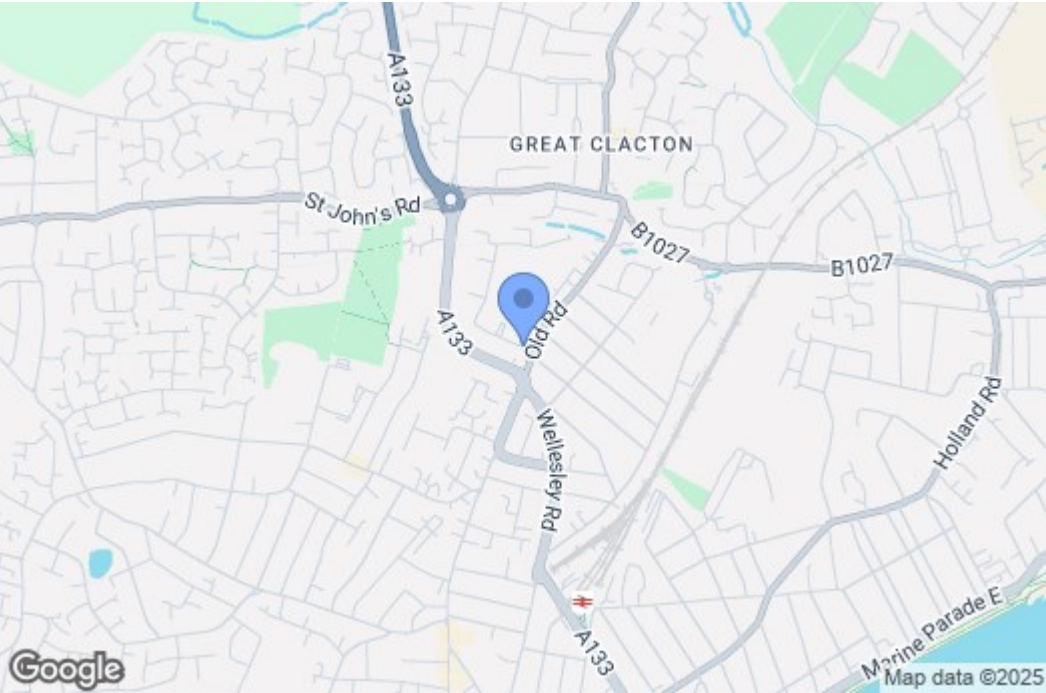 A133
GREAT CLACTON
St John's Rd
B1027
B1027
Old Rd
A133
Holland Rd
Wellesley Rd
Marine Parade E
A133
Google
Map data ©2025